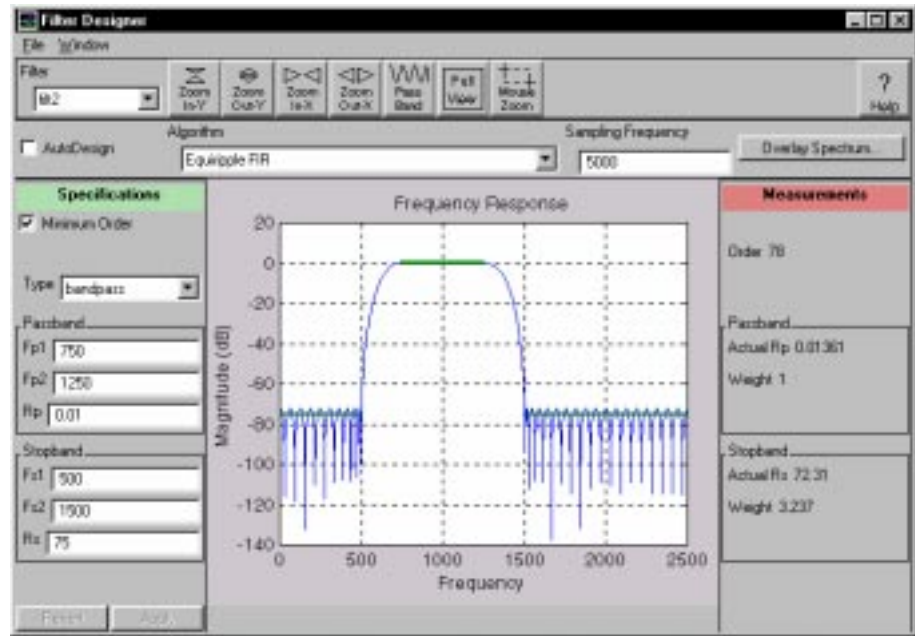 Filter Designer
File Window
Filter
filt2
Zoom In-Y
Zoom Out-Y
Zoom In-X
Zoom Out-X
Pass Band
Full View
Mouse Zoom
?
Help
AutoDesign
Algorithm
Equiripple FIR
Sampling Frequency
5000
Overlay Spectrum...
Specifications
Minimum Order
Type bandpass
Passband
Fp1 750
Fp2 1250
Rp 0.01
Stopband
Fs1 500
Fs2 1500
Rs 75
Revert
Apply
Frequency Response
Magnitude (dB)
20
0
-20
-40
-60
-80
-100
-120
-140
0 500 1000 1500 2000 2500
Frequency
Measurements
Order 78
Passband
Actual Rp 0.01361
Weight 1
Stopband
Actual Rs 72.31
Weight 3.237